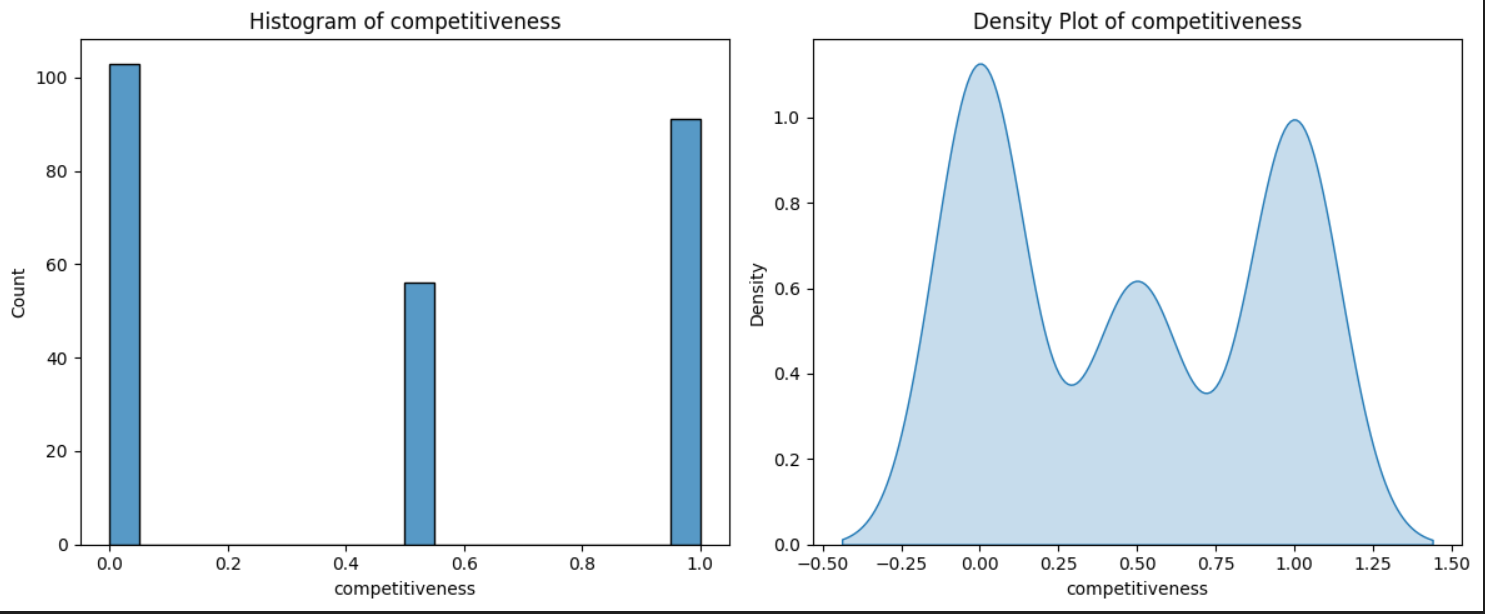 Histogram of competitiveness
Count
100
80
60
40
20
0
0.0 0.2 0.4 0.6 0.8 1.0
competitiveness
Density Plot of competitiveness
Density
1.0
0.8
0.6
0.4
0.2
0.0
−0.50 −0.25 0.00 0.25 0.50 0.75 1.00 1.25 1.50
competitiveness